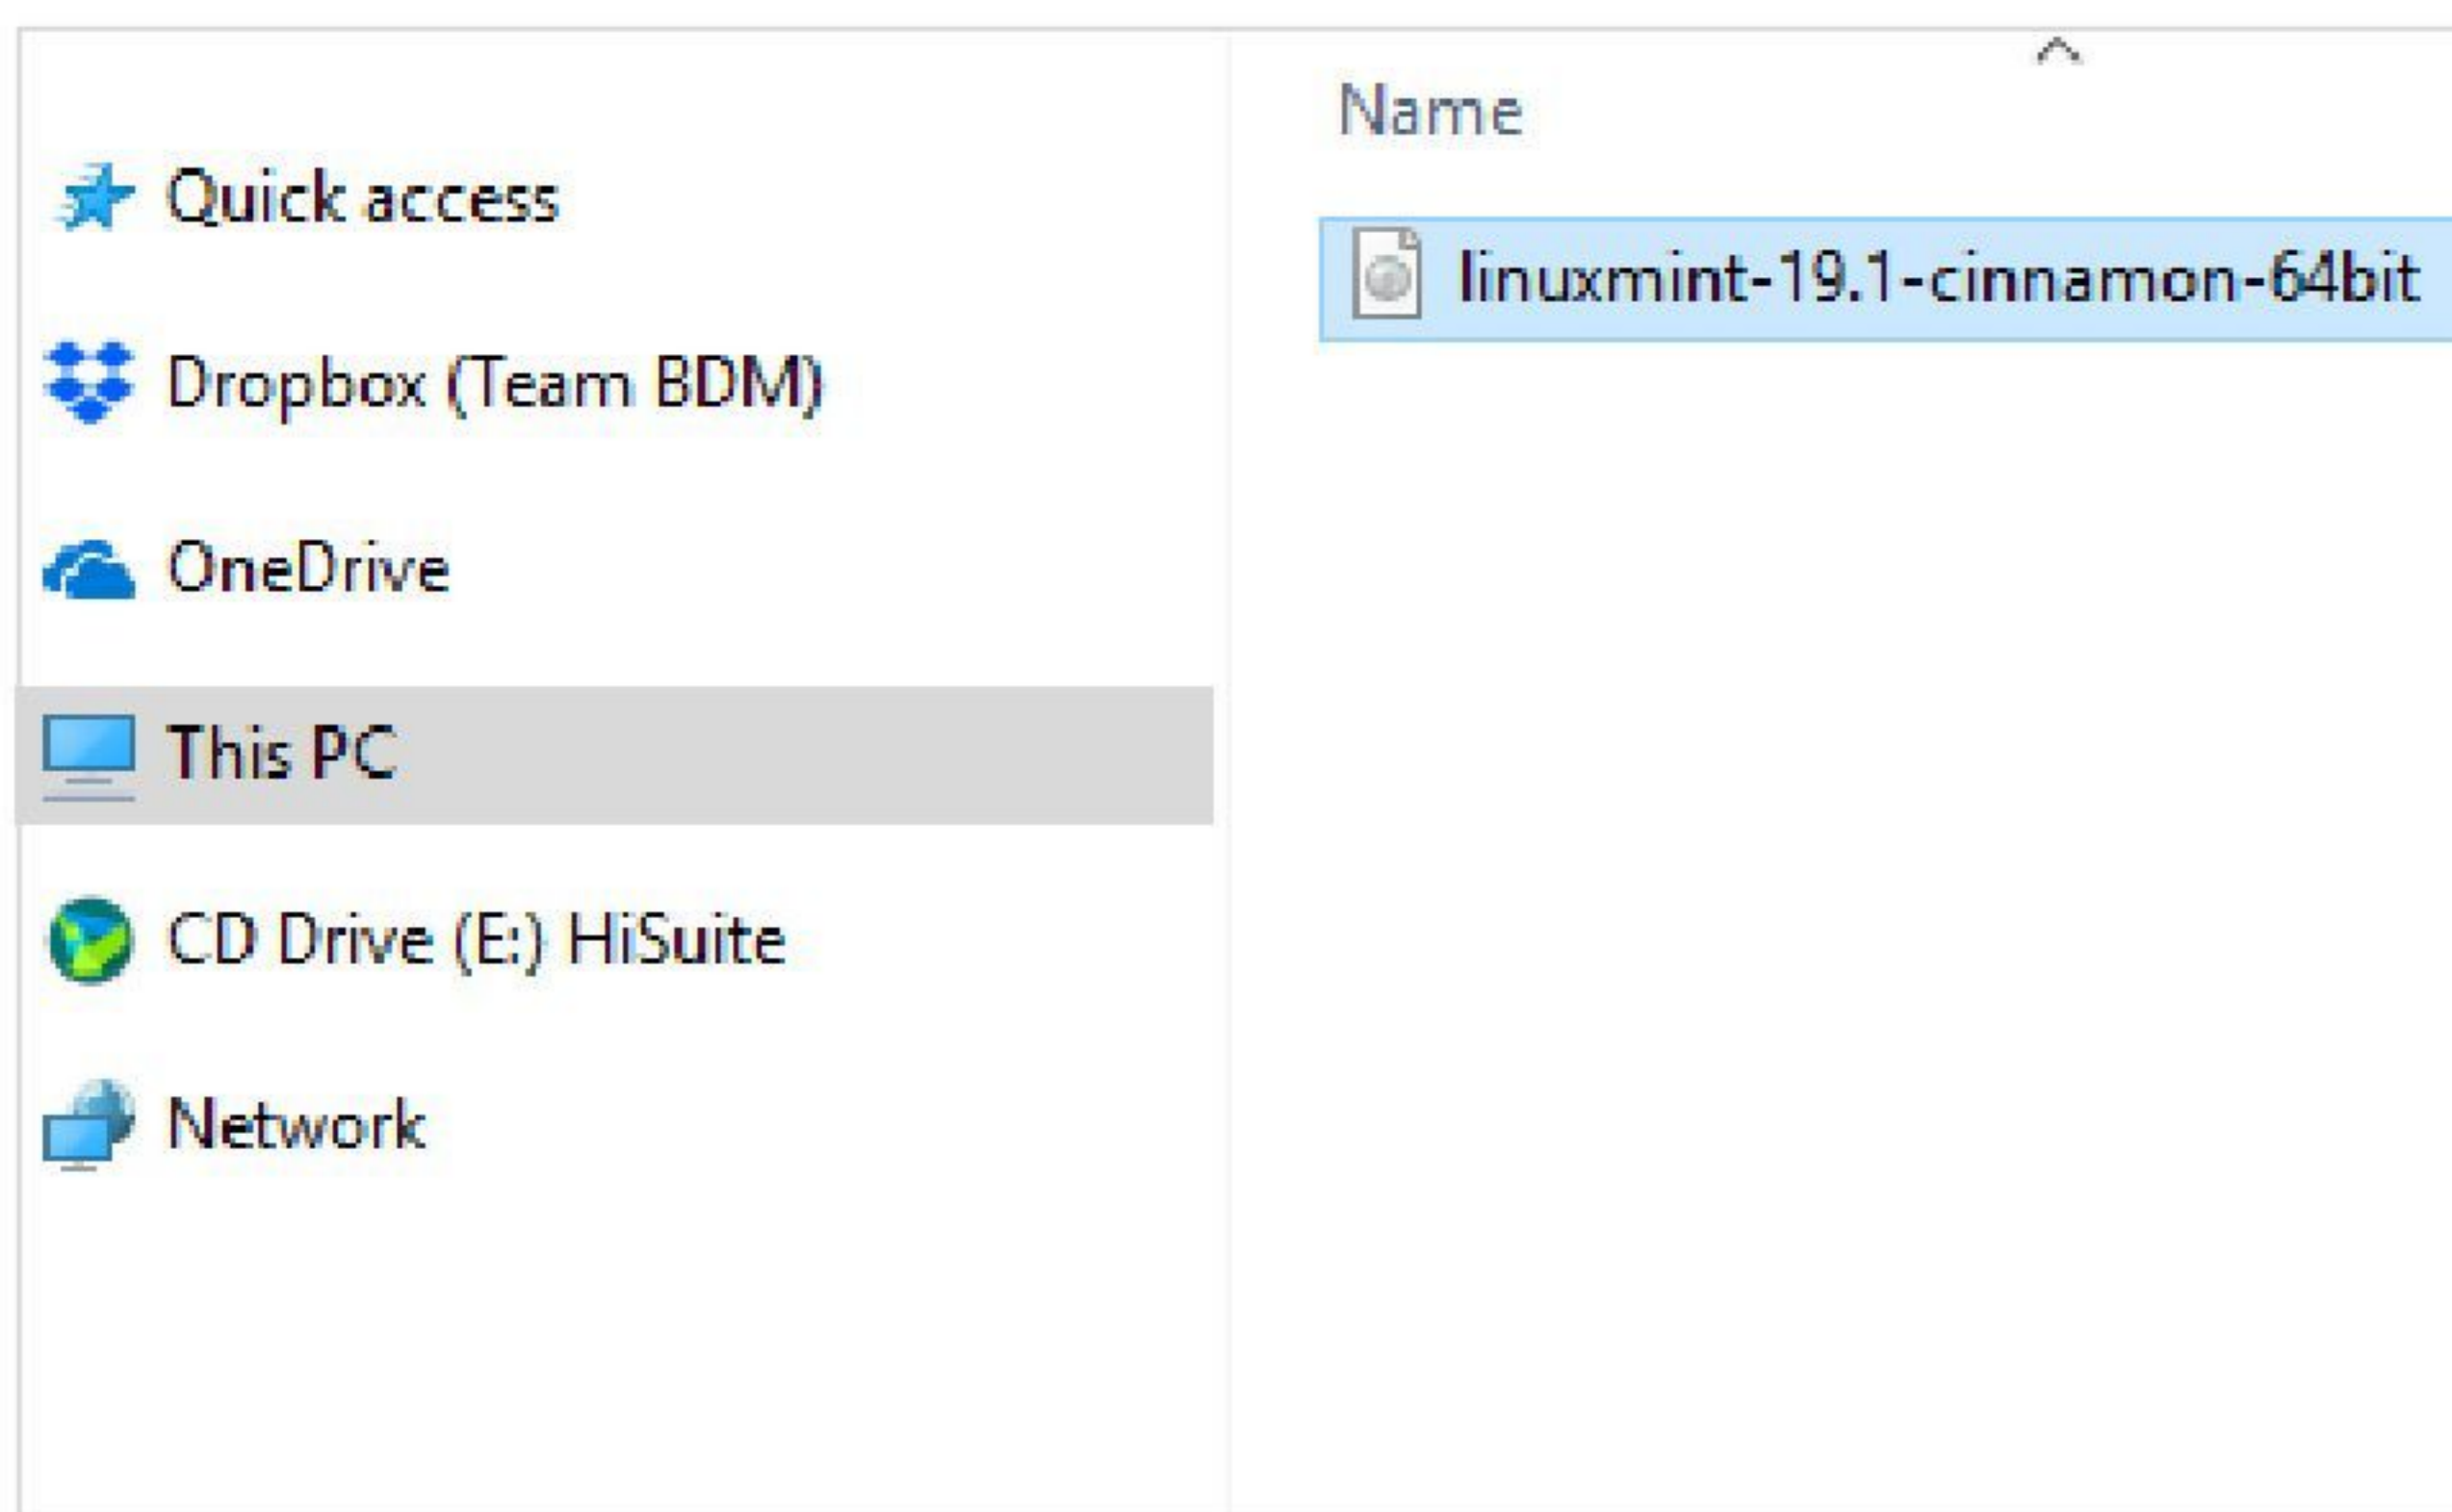 Quick access
Dropbox (Team BDM)
OneDrive
This PC
CD Drive (E:) HiSuite
Network
Name
linuxmint-19.1-cinnamon-64bit